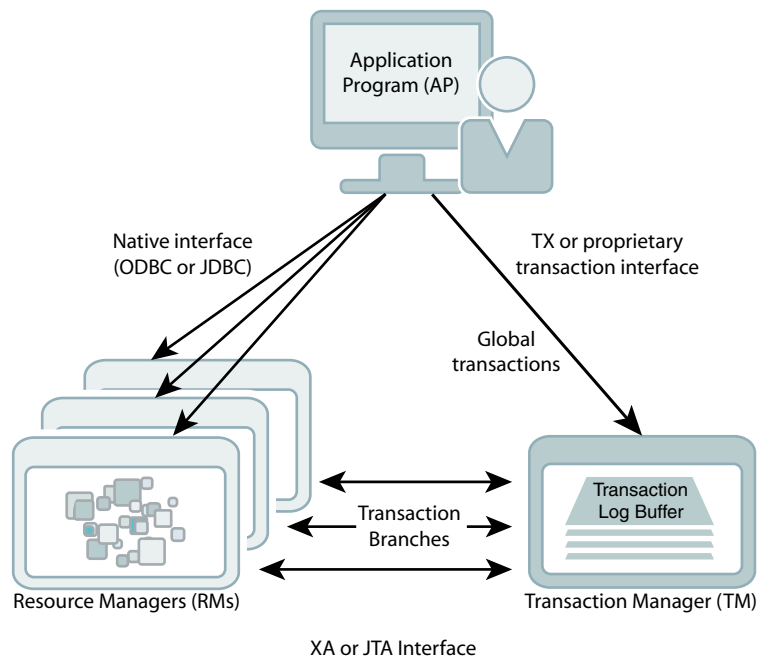 Application
Program (AP)
Native interface
(ODBC or JDBC)
TX or proprietary
transaction interface
Global
transactions
Transaction
Log Buffer
Transaction
Branches
Resource Managers (RMs)
Transaction Manager (TM)
XA or JTA Interface